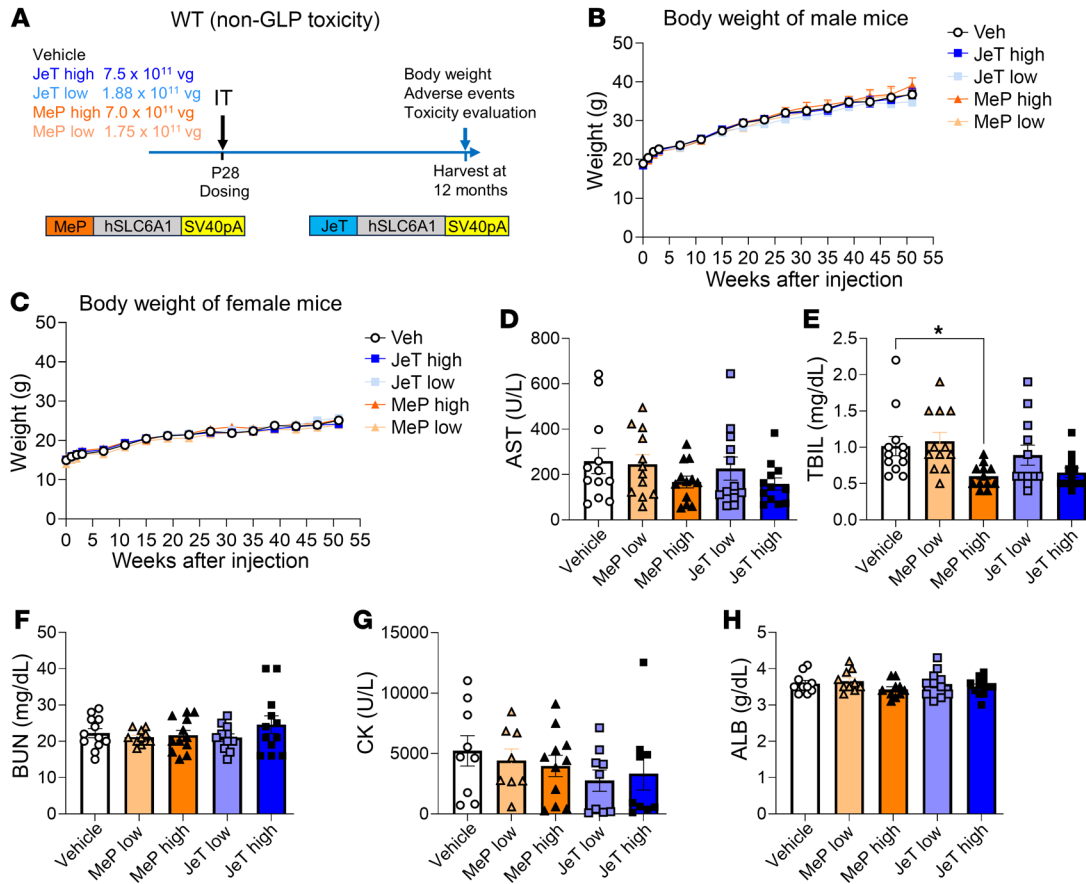 A
WT (non-GLP toxicity)
Vehicle
JeT high 7.5 x 10¹¹ vg
JeT low 1.88 x 10¹¹ vg
MeP high 7.0 x 10¹¹ vg
MeP low 1.75 x 10¹¹ vg
IT
Body weight
Adverse events
Toxicity evaluation
P28
Dosing
Harvest at
12 months
MeP hSLC6A1 SV40pA
JeT hSLC6A1 SV40pA
B
Body weight of male mice
Weight (g)
50
40
30
20
10
0
0 5 10 15 20 25 30 35 40 45 50 55
Weeks after injection
Veh
JeT high
JeT low
MeP high
MeP low
C
Body weight of female mice
Weight (g)
50
40
30
20
10
0
0 5 10 15 20 25 30 35 40 45 50 55
Weeks after injection
Veh
JeT high
JeT low
MeP high
MeP low
D
AST (U/L)
800
600
400
200
0
Vehicle
MeP low
MeP high
JeT low
JeT high
E
TBIL (mg/dL)
2.5
2.0
1.5
1.0
0.5
0.0
*
Vehicle
MeP low
MeP high
JeT low
JeT high
F
BUN (mg/dL)
50
40
30
20
10
0
Vehicle
MeP low
MeP high
JeT low
JeT high
G
CK (U/L)
15000
10000
5000
0
Vehicle
MeP low
MeP high
JeT low
JeT high
H
ALB (g/dL)
5
4
3
2
1
0
Vehicle
MeP low
MeP high
JeT low
JeT high